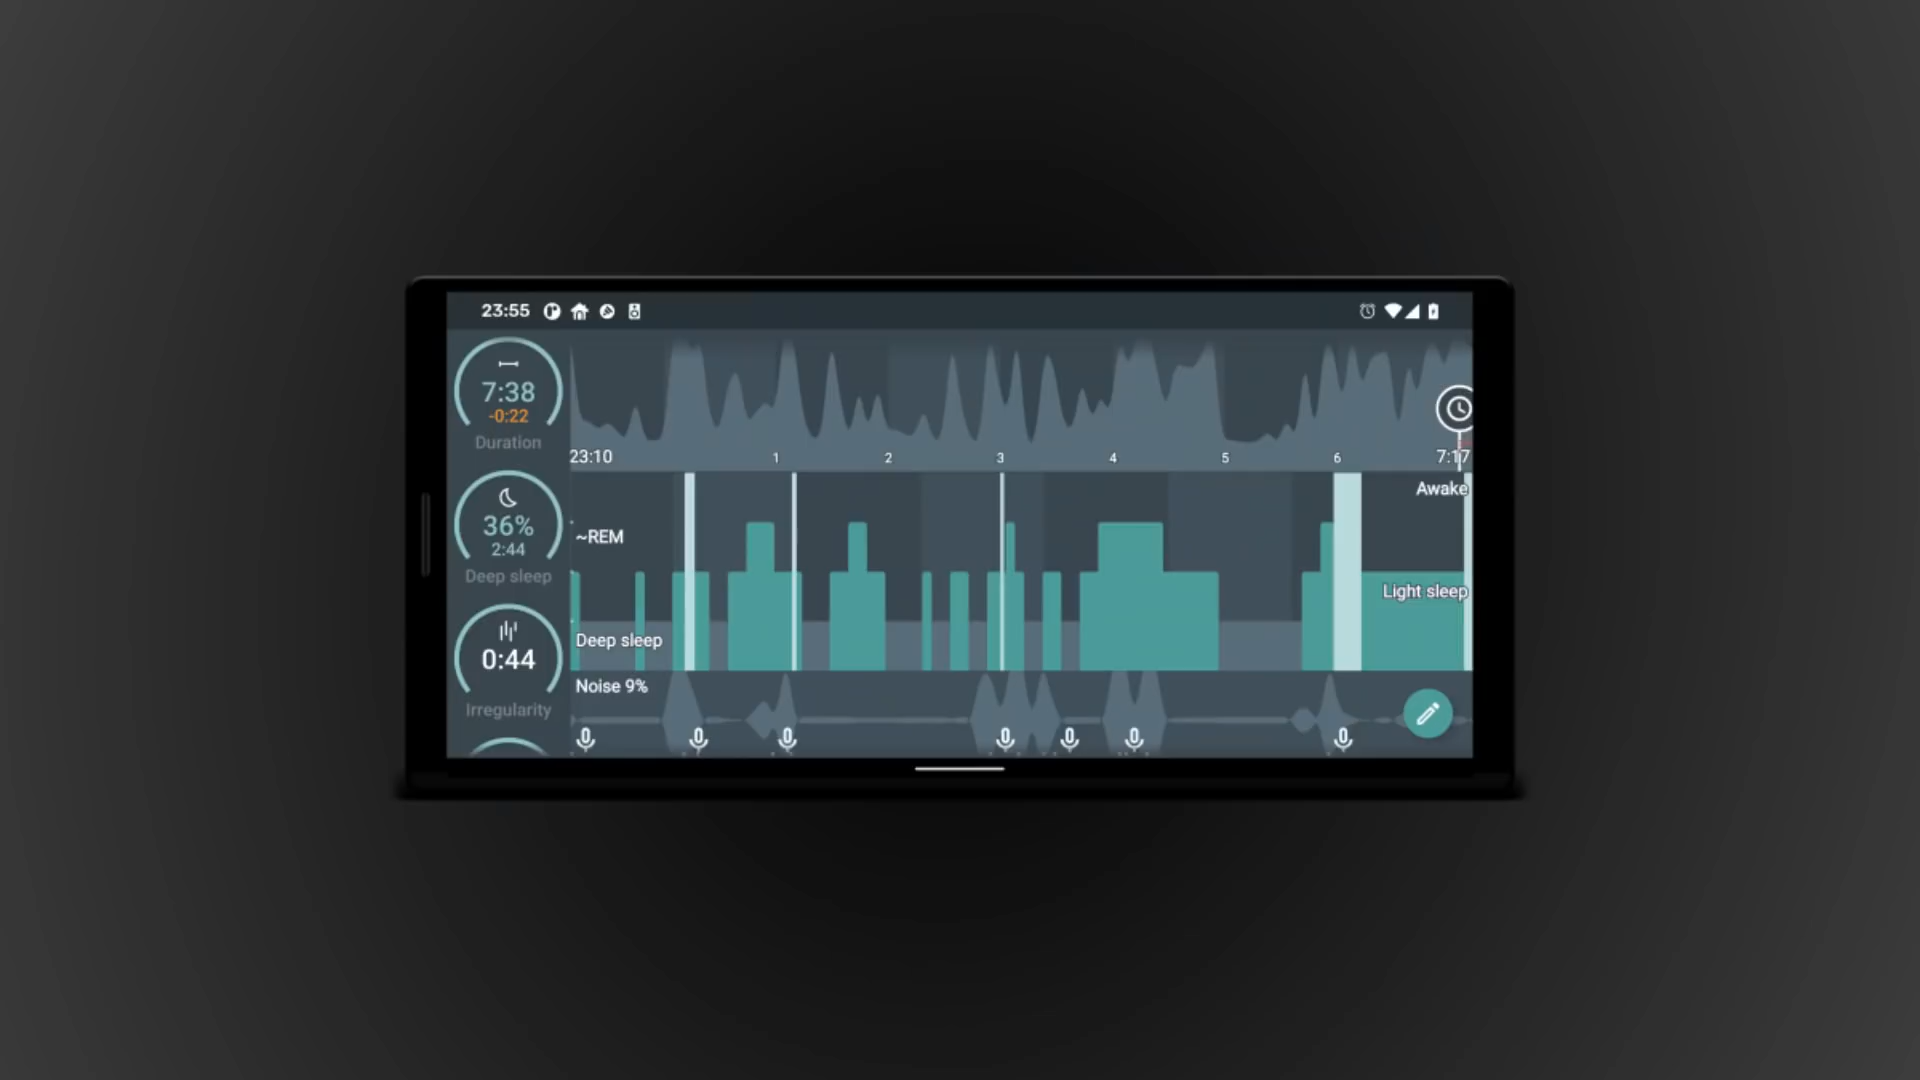 23:55
7:38
-0:22
Duration
36%
2:44
Deep sleep
0:44
Irregularity
23:10 1 2 3 4 5 6 7:17
Awake
~REM
Light sleep
Deep sleep
Noise 9%